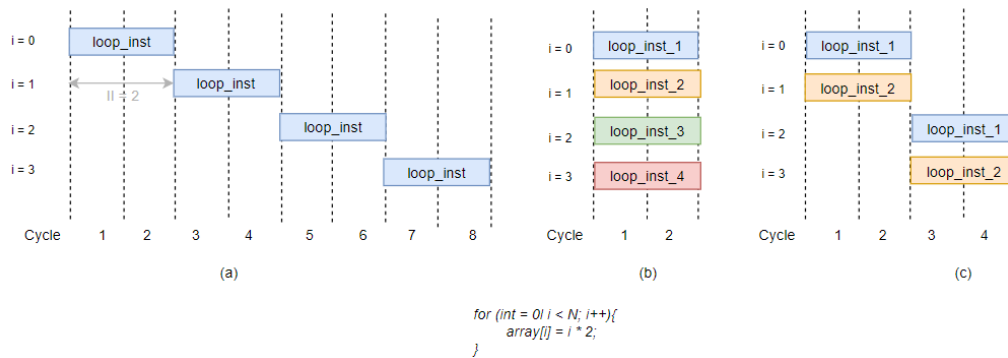 i = 0 loop_inst
i = 1 loop_inst
II = 2
i = 2 loop_inst
i = 3 loop_inst
Cycle 1 2 3 4 5 6 7 8
(a)
i = 0 loop_inst_1
i = 1 loop_inst_2
i = 2 loop_inst_3
i = 3 loop_inst_4
Cycle 1 2
(b)
i = 0 loop_inst_1
i = 1 loop_inst_2
i = 2 loop_inst_1
i = 3 loop_inst_2
Cycle 1 2 3 4
(c)
for (int = 0l i < N; i++){
array[i] = i * 2;
}